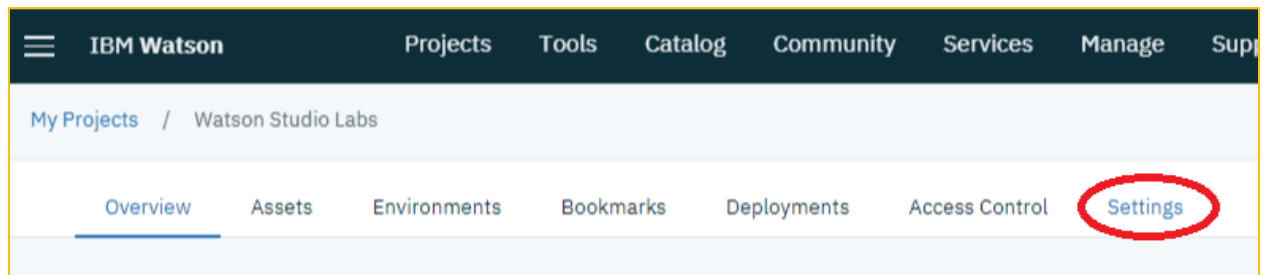 IBM Watson Projects Tools Catalog Community Services Manage Supp
My Projects / Watson Studio Labs
Overview Assets Environments Bookmarks Deployments Access Control Settings